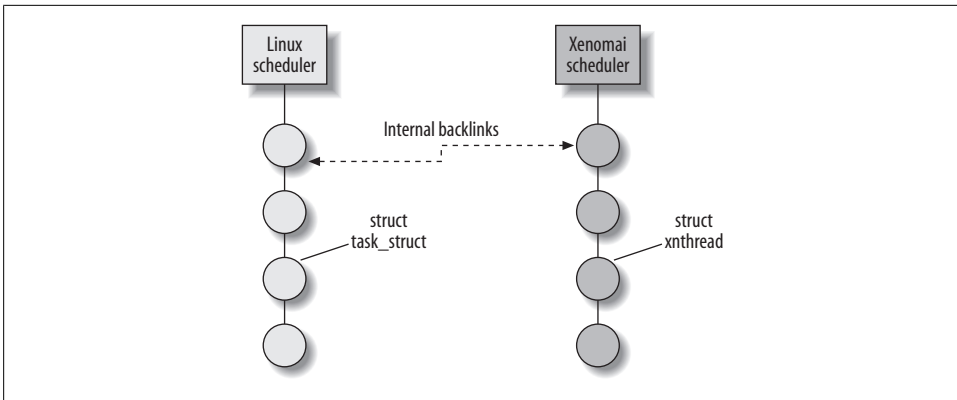 Linux
scheduler
Xenomai
scheduler
Internal backlinks
struct
task_struct
struct
xnthread